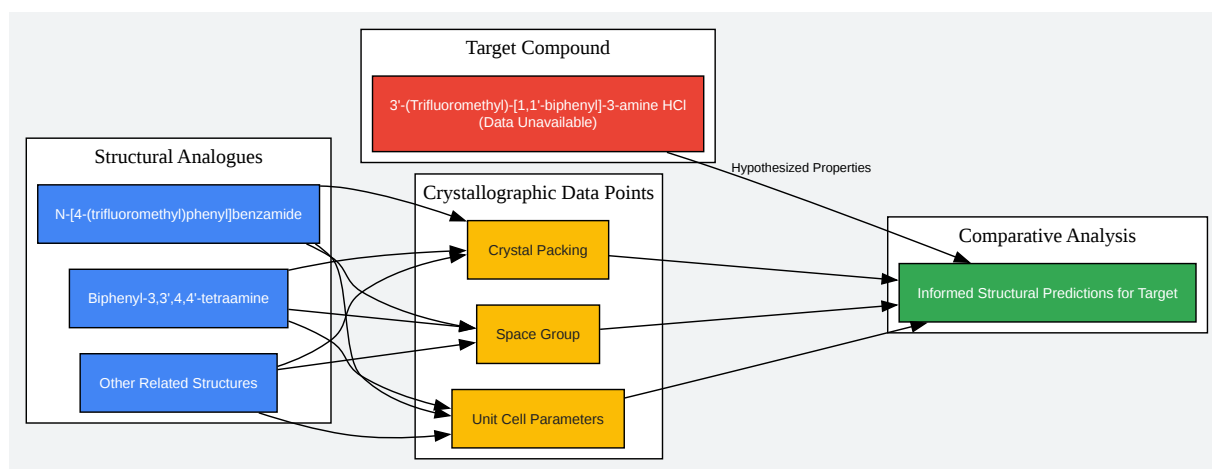 Target Compound
3'-(Trifluoromethyl)-[1,1'-biphenyl]-3-amine HCl
(Data Unavailable)
Hypothesized Properties
Structural Analogues
N-[4-(trifluoromethyl)phenyl]benzamide
Biphenyl-3,3',4,4'-tetraamine
Other Related Structures
Crystallographic Data Points
Crystal Packing
Space Group
Unit Cell Parameters
Comparative Analysis
Informed Structural Predictions for Target